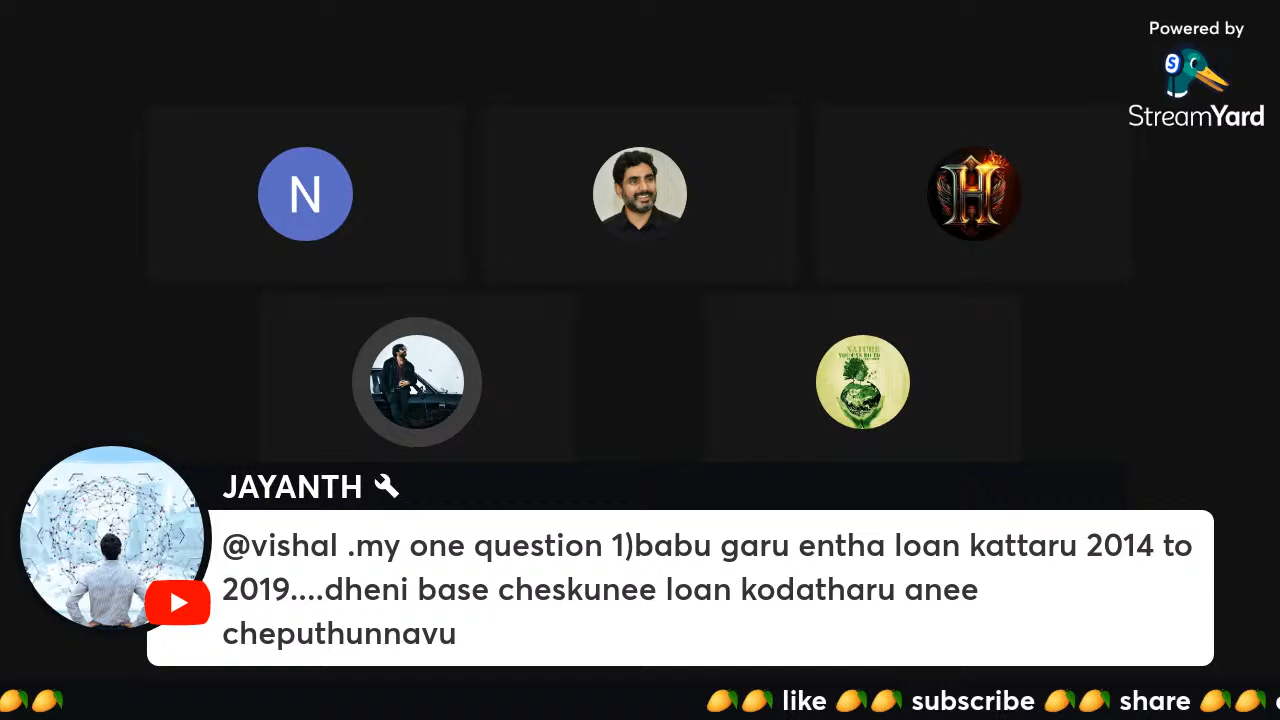 Powered by
StreamYard
N
H
NATURE
JAYANTH
@vishal .my one question 1)babu garu entha loan kattaru 2014 to
2019....dheni base cheskunee loan kodatharu anee
cheputhunnavu
like subscribe share